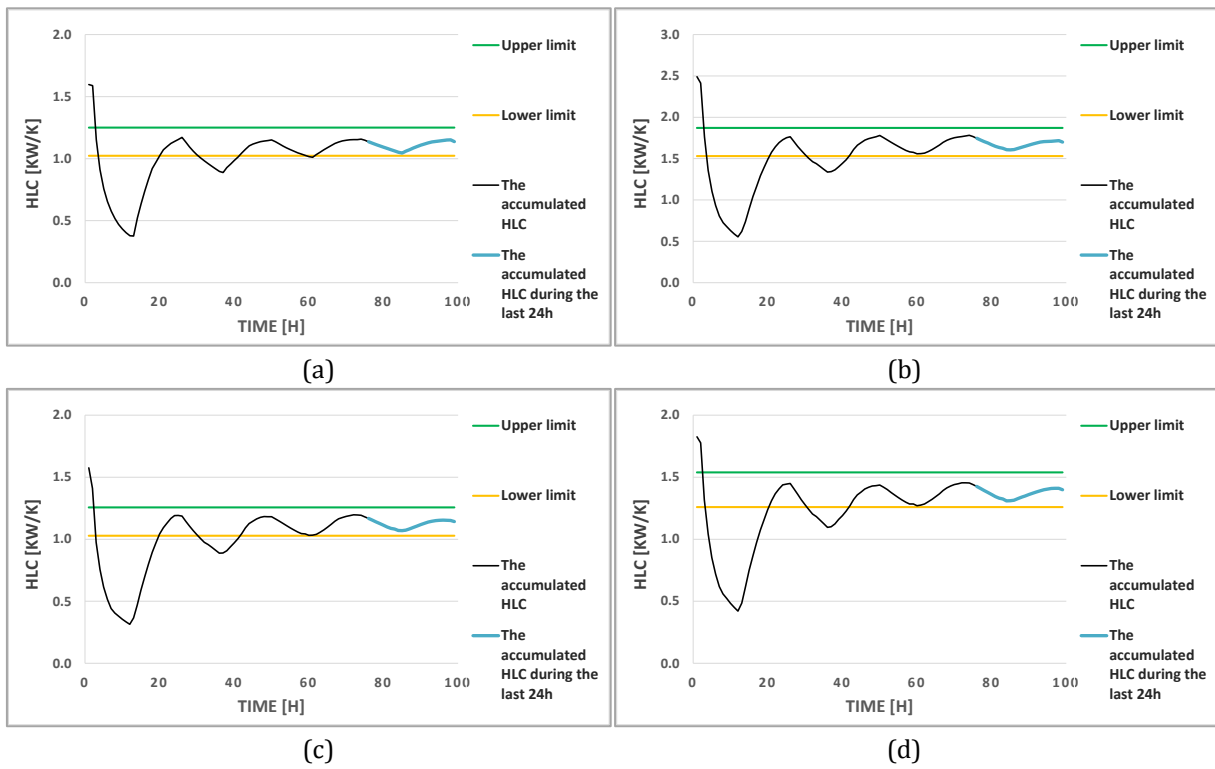 2.0
1.5
1.0
0.5
0.0
HLC [KW/K]
0 20 40 60 80 100
TIME [H]
Upper limit
Lower limit
The
accumulated
HLC
The
accumulated
HLC during the
last 24h
(a)
3.0
2.5
2.0
1.5
1.0
0.5
0.0
HLC [KW/K]
0 20 40 60 80 100
TIME [H]
Upper limit
Lower limit
The
accumulated
HLC
The
accumulated
HLC during the
last 24h
(b)
2.0
1.5
1.0
0.5
0.0
HLC [KW/K]
0 20 40 60 80 100
TIME [H]
Upper limit
Lower limit
The
accumulated
HLC
The
accumulated
HLC during the
last 24h
(c)
2.0
1.5
1.0
0.5
0.0
HLC [KW/K]
0 20 40 60 80 100
TIME [H]
Upper limit
Lower limit
The
accumulated
HLC
The
accumulated
HLC during the
last 24h
(d)